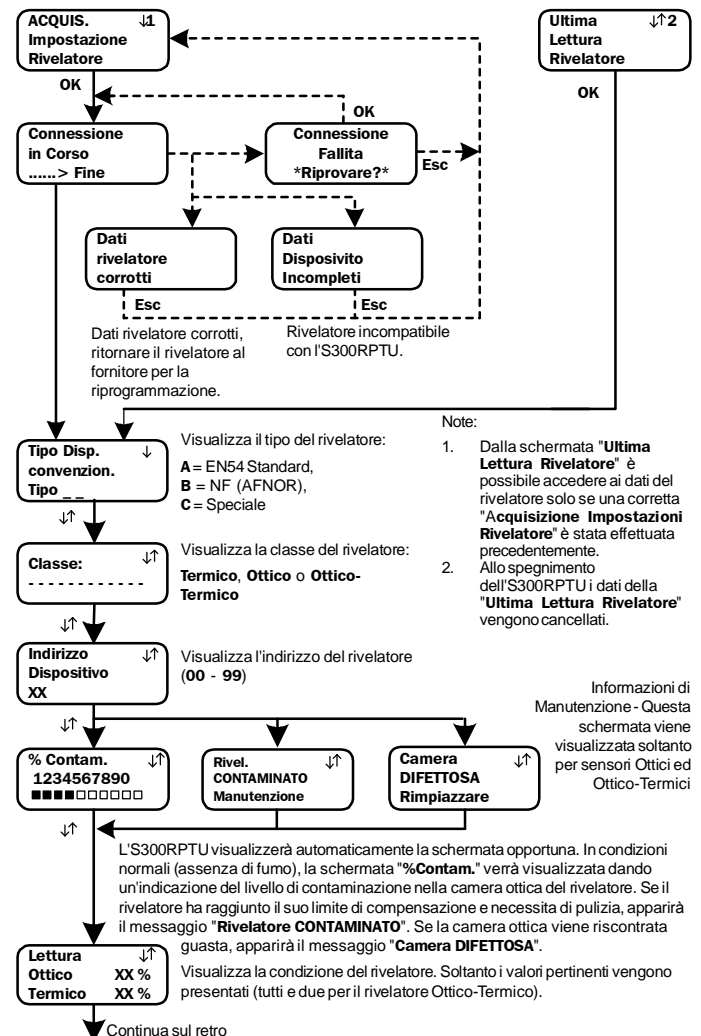 ACQUIS. ↓1
Impostazione
Rivelatore
Ultima ↓↑2
Lettura
Rivelatore
OK
OK
OK
Connessione
in Corso
......> Fine
Connessione
Fallita
*Riprovare?*
Esc
Dati
rivelatore
corrotti
Dati
Disposivito
Incompleti
Esc
Esc
Dati rivelatore corrotti,
ritornare il rivelatore al
fornitore per la
riprogrammazione.
Rivelatore incompatibile
con l'S300RPTU.
Note:
1. Dalla schermata "Ultima
Lettura Rivelatore" è
possibile accedere ai dati del
rivelatore solo se una corretta
"Acquisizione Impostazioni
Rivelatore" è stata effettuata
precedentemente.
2. Allo spegnimento
dell'S300RPTU i dati della
"Ultima Lettura Rivelatore"
vengono cancellati.
Tipo Disp. ↓
convenzion.
Tipo _ _
Visualizza il tipo del rivelatore:
A = EN54 Standard,
B = NF (AFNOR),
C = Speciale
↓↑
Classe: ↓↑
- - - - - - - - - - - -
Visualizza la classe del rivelatore:
Termico, Ottico o Ottico-
Termico
↓↑
Indirizzo ↓↑
Dispositivo
XX
Visualizza l'indirizzo del rivelatore
(00 - 99)
↓↑
Informazioni di
Manutenzione - Questa
schermata viene
visualizzata soltanto
per sensori Ottici ed
Ottico-Termici
% Contam. ↓↑
1234567890
■■■■□□□□□□
Rivel. ↓↑
CONTAMINATO
Manutenzione
Camera ↓↑
DIFETTOSA
Rimpiazzare
↓↑
L'S300RPTU visualizzerà automaticamente la schermata opportuna. In condizioni
normali (assenza di fumo), la schermata "%Contam." verrà visualizzata dando
un'indicazione del livello di contaminazione nella camera ottica del rivelatore. Se il
rivelatore ha raggiunto il suo limite di compensazione e necessita di pulizia, apparirà
il messaggio "Rivelatore CONTAMINATO". Se la camera ottica viene riscontrata
guasta, apparirà il messaggio "Camera DIFETTOSA".
Lettura ↓↑
Ottico XX %
Termico XX %
Visualizza la condizione del rivelatore. Soltanto i valori pertinenti vengono
presentati (tutti e due per il rivelatore Ottico-Termico).
Continua sul retro